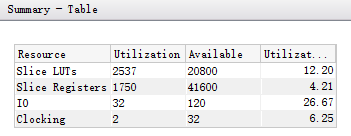 Summary - Table
Resource Utilization Available Utilizat...
Slice LUTs 2537 20800 12.20
Slice Registers 1750 41600 4.21
IO 32 120 26.67
Clocking 2 32 6.25